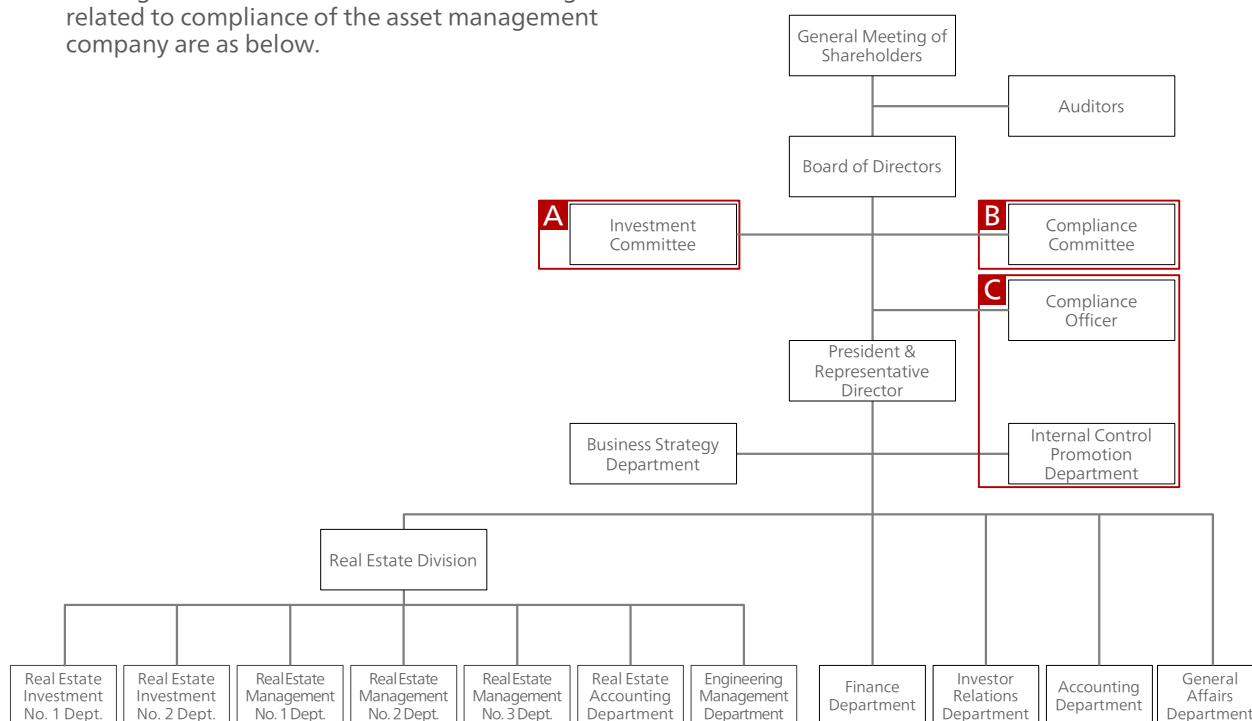 related to compliance of the asset management
company are as below.
General Meeting of
Shareholders
Auditors
Board of Directors
A
Investment
Committee
B
Compliance
Committee
C
Compliance
Officer
President &
Representative
Director
Business Strategy
Department
Internal Control
Promotion
Department
Real Estate Division
Real Estate
Investment
No. 1 Dept.
Real Estate
Investment
No. 2 Dept.
Real Estate
Management
No. 1 Dept.
Real Estate
Management
No. 2 Dept.
Real Estate
Management
No. 3 Dept.
Real Estate
Accounting
Department
Engineering
Management
Department
Finance
Department
Investor
Relations
Department
Accounting
Department
General
Affairs
Department